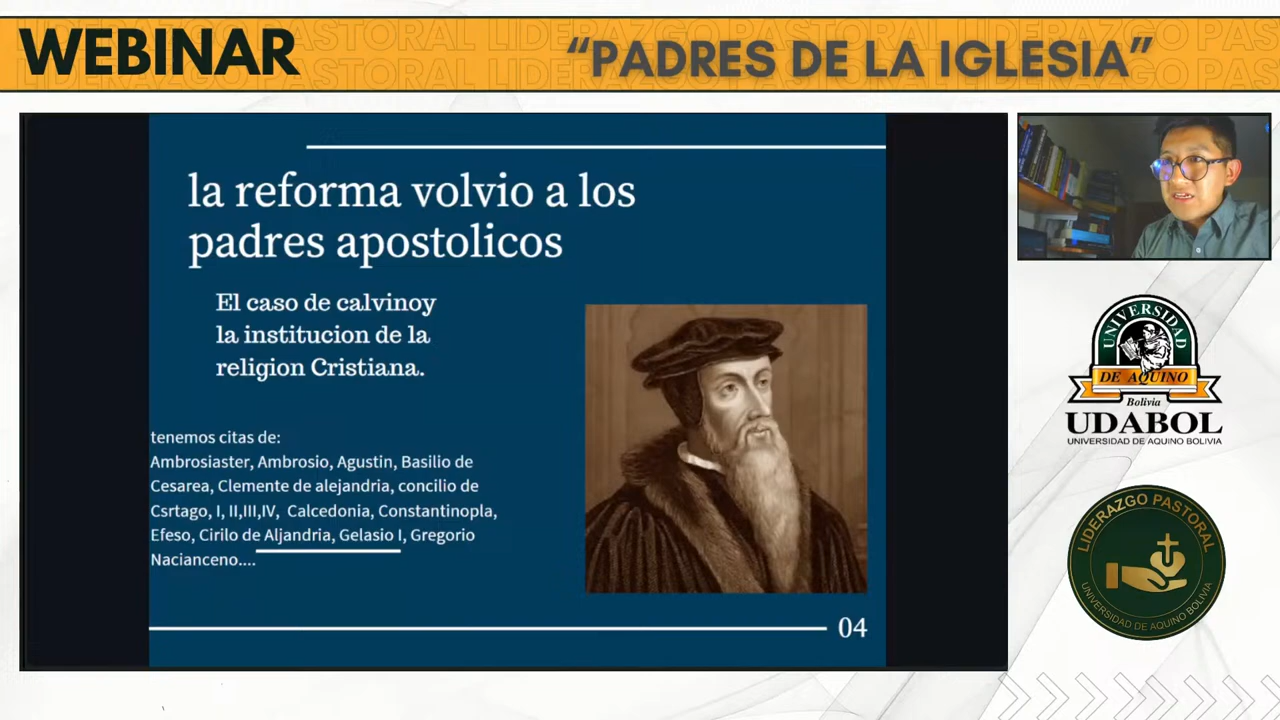 WEBINAR
“PADRES DE LA IGLESIA”
la reforma volvio a los
padres apostolicos
El caso de calvinoy
la institucion de la
religion Cristiana.
tenemos citas de:
Ambrosiaster, Ambrosio, Agustin, Basilio de
Cesarea, Clemente de alejandria, concilio de
Csrtago, I, II,III,IV, Calcedonia, Constantinopla,
Efeso, Cirilo de Aljandria, Gelasio I, Gregorio
Nacianceno....
04
UNIVERSIDAD
DE AQUINO
Bolivia
UDABOL
UNIVERSIDAD DE AQUINO BOLIVIA
LIDERAZGO PASTORAL
UNIVERSIDAD DE AQUINO BOLIVIA